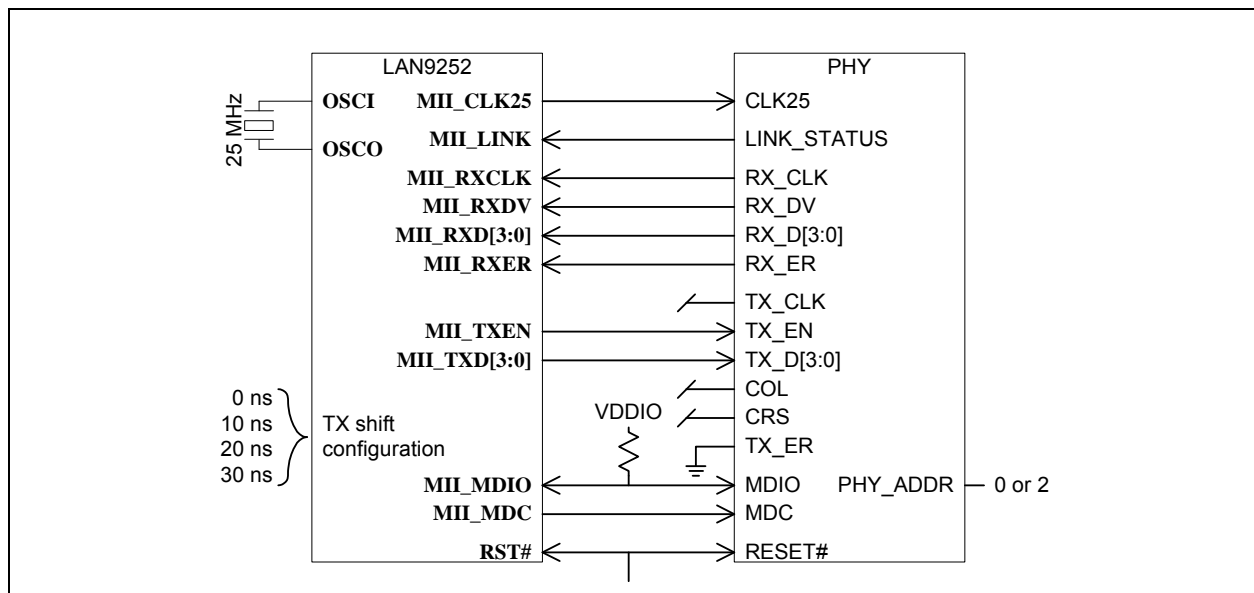 LAN9252
PHY
25 MHz
OSCI
OSCO
MII_CLK25
CLK25
MII_LINK
LINK_STATUS
MII_RXCLK
RX_CLK
MII_RXDV
RX_DV
MII_RXD[3:0]
RX_D[3:0]
MII_RXER
RX_ER
TX_CLK
MII_TXEN
TX_EN
MII_TXD[3:0]
TX_D[3:0]
COL
0 ns
10 ns
20 ns
30 ns
TX shift
configuration
VDDIO
CRS
TX_ER
MII_MDIO
MDIO
PHY_ADDR
0 or 2
MII_MDC
MDC
RST#
RESET#